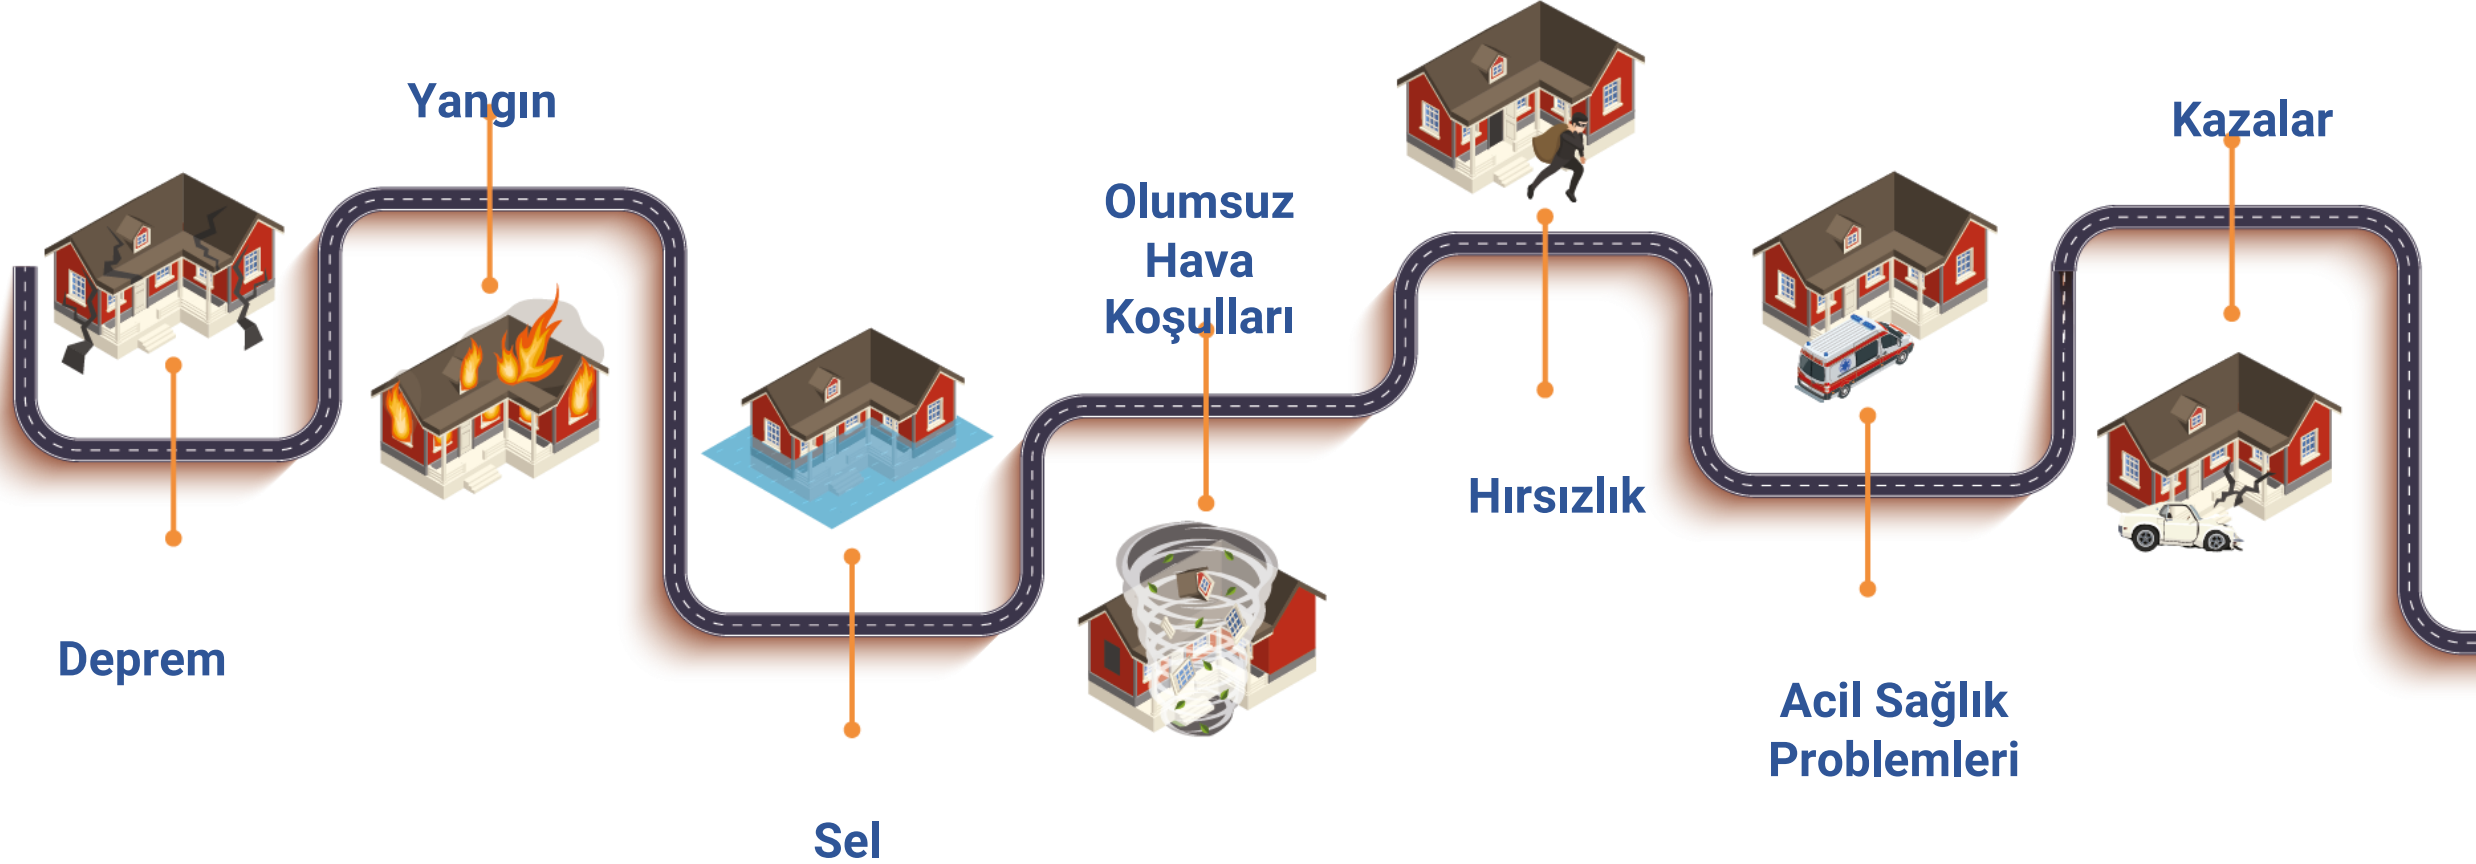 Deprem
Yangın
Sel
Olumsuz
Hava
Koşulları
Hırsızlık
Acil Sağlık
Problemleri
Kazalar